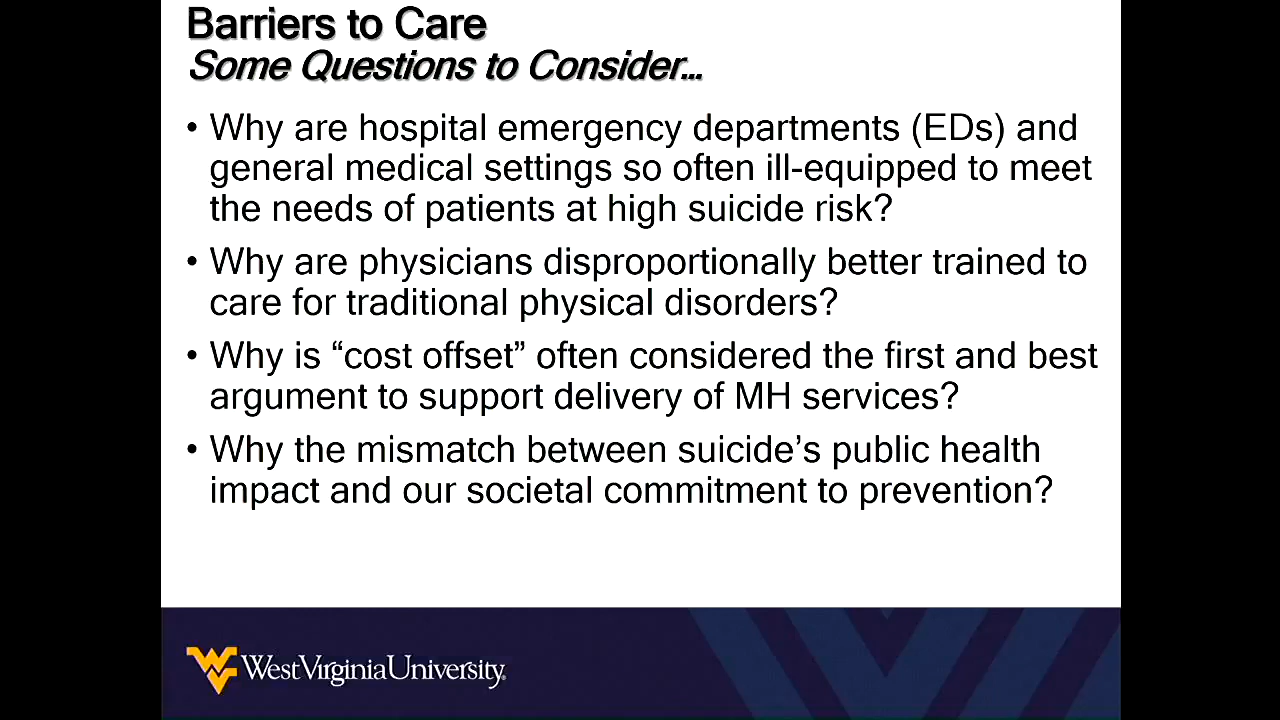 Barriers to Care
Some Questions to Consider...
• Why are hospital emergency departments (EDs) and
general medical settings so often ill-equipped to meet
the needs of patients at high suicide risk?
• Why are physicians disproportionally better trained to
care for traditional physical disorders?
• Why is “cost offset” often considered the first and best
argument to support delivery of MH services?
• Why the mismatch between suicide’s public health
impact and our societal commitment to prevention?
WestVirginiaUniversity.